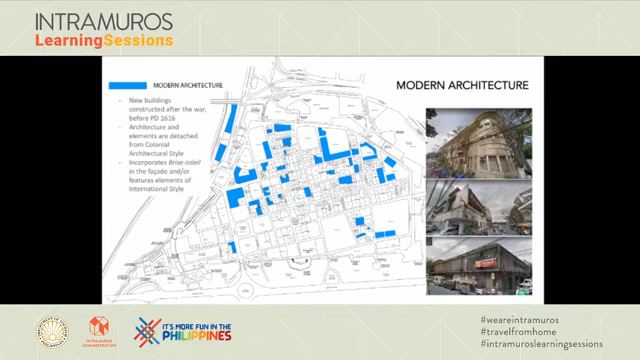 INTRAMUROS
LearningSessions
MODERN ARCHITECTURE
MODERN ARCHITECTURE
- New buildings
constructed after the war,
before PD 1616
- Architecture and
elements are detached
from Colonial
Architectural Style
- Incorporates Brise-soleil
in the façade and/or
features elements of
International Style
INTRAMUROS
ADMINISTRATION
IT'S MORE FUN IN THE
PHILIPPINES
#weareintramuros
#travelfromhome
#intramuroslearningsessions